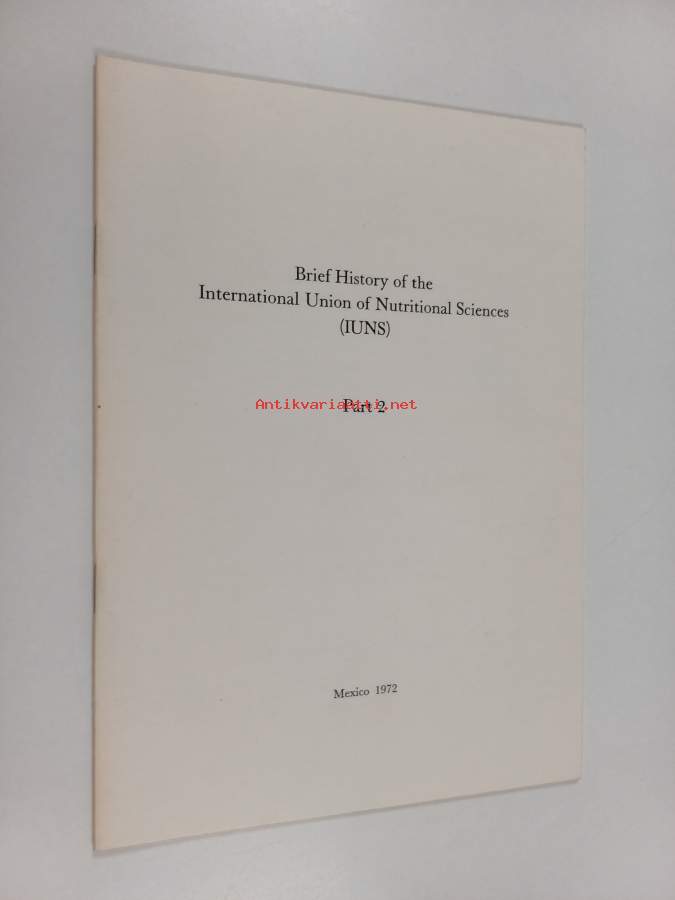 Brief History of the
International Union of Nutritional Sciences
(IUNS)
Part 2
Antikvariaatti.net
Mexico 1972